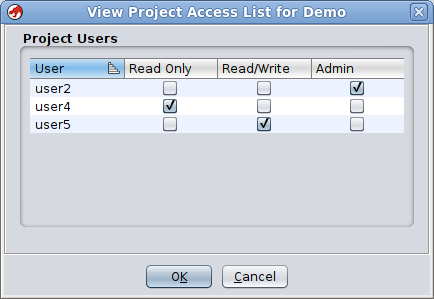 View Project Access List for Demo
Project Users
User Read Only Read/Write Admin
user2
user4
user5
OK Cancel